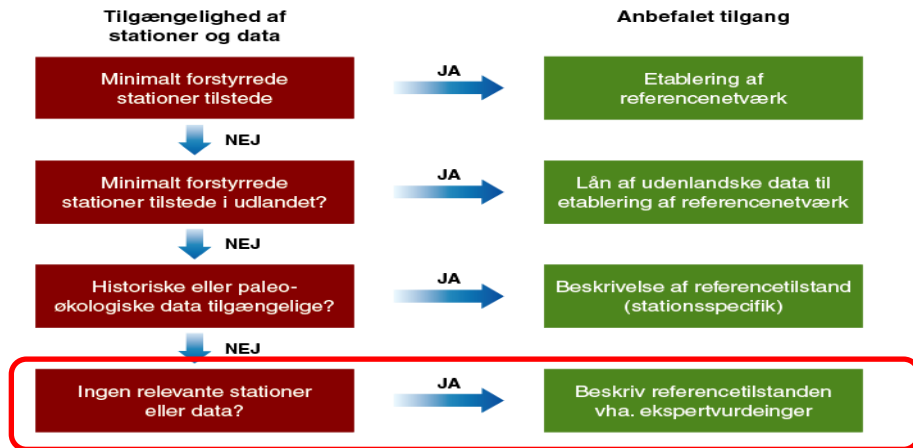 Tilgængelighed af
stationer og data
Anbefalet tilgang
Minimalt forstyrrede
stationer tilstede
JA
Etablering af
referencenetværk
NEJ
Minimalt forstyrrede
stationer tilstede i udlandet?
JA
Lån af udenlandske data til
etablering af referencenetværk
NEJ
Historiske eller paleo-
økologiske data tilgængelige?
JA
Beskrivelse af referencetilstand
(stationsspecifik)
NEJ
Ingen relevante stationer
eller data?
JA
Beskriv referencetilstanden
vha. ekspertvurdeinger